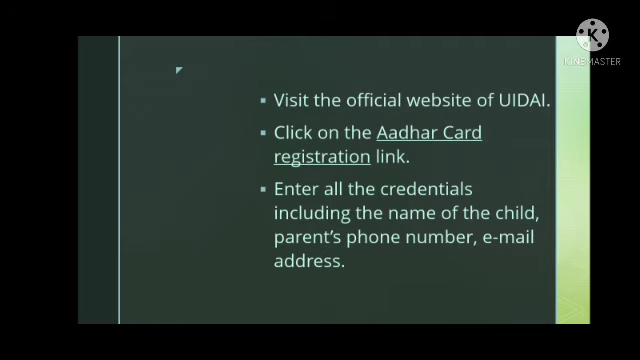 KINEMASTER
▪ Visit the official website of UIDAI.
▪ Click on the Aadhar Card
registration link.
▪ Enter all the credentials
including the name of the child,
parent's phone number, e-mail
address.